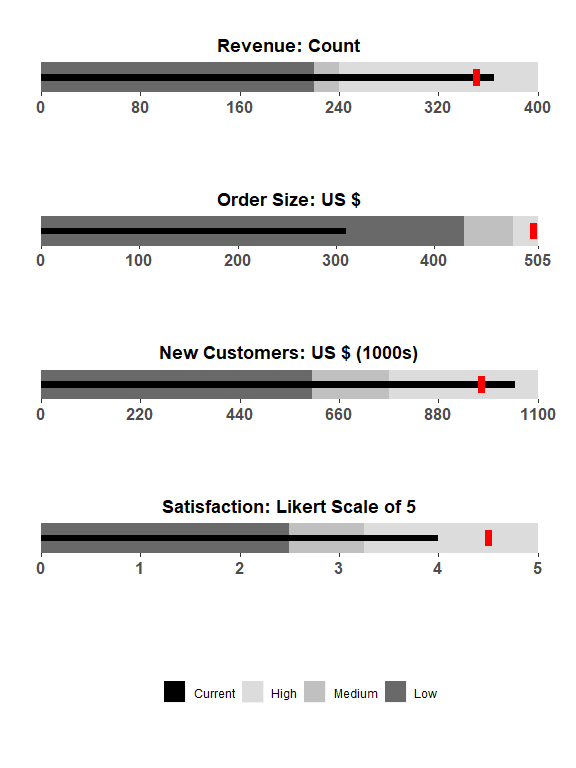 Revenue: Count
0 80 160 240 320 400
Order Size: US $
0 100 200 300 400 505
New Customers: US $ (1000s)
0 220 440 660 880 1100
Satisfaction: Likert Scale of 5
0 1 2 3 4 5
Current High Medium Low